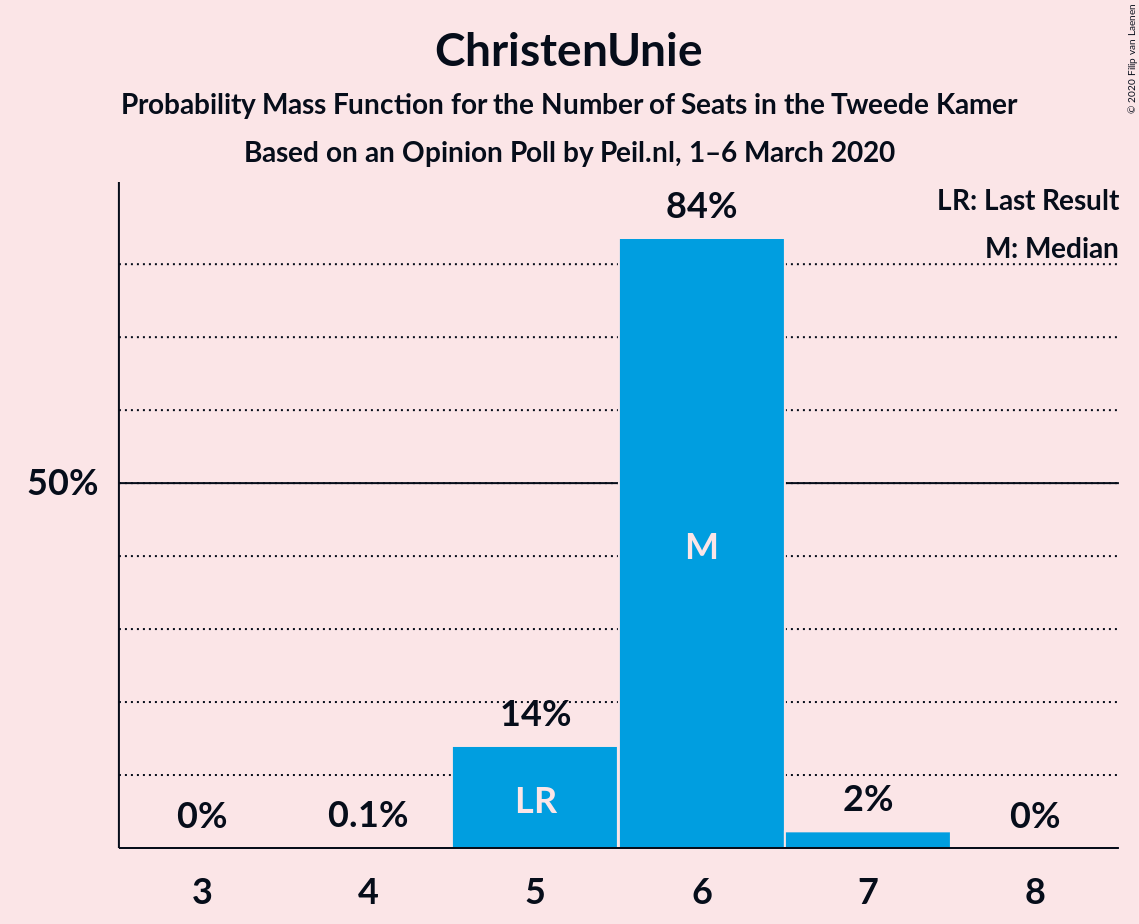 ChristenUnie
Probability Mass Function for the Number of Seats in the Tweede Kamer
Based on an Opinion Poll by Peil.nl, 1–6 March 2020
© 2020 Filip van Laenen
LR: Last Result
M: Median
50%
0%
0.1%
14%
84%
2%
0%
LR
M
3
4
5
6
7
8